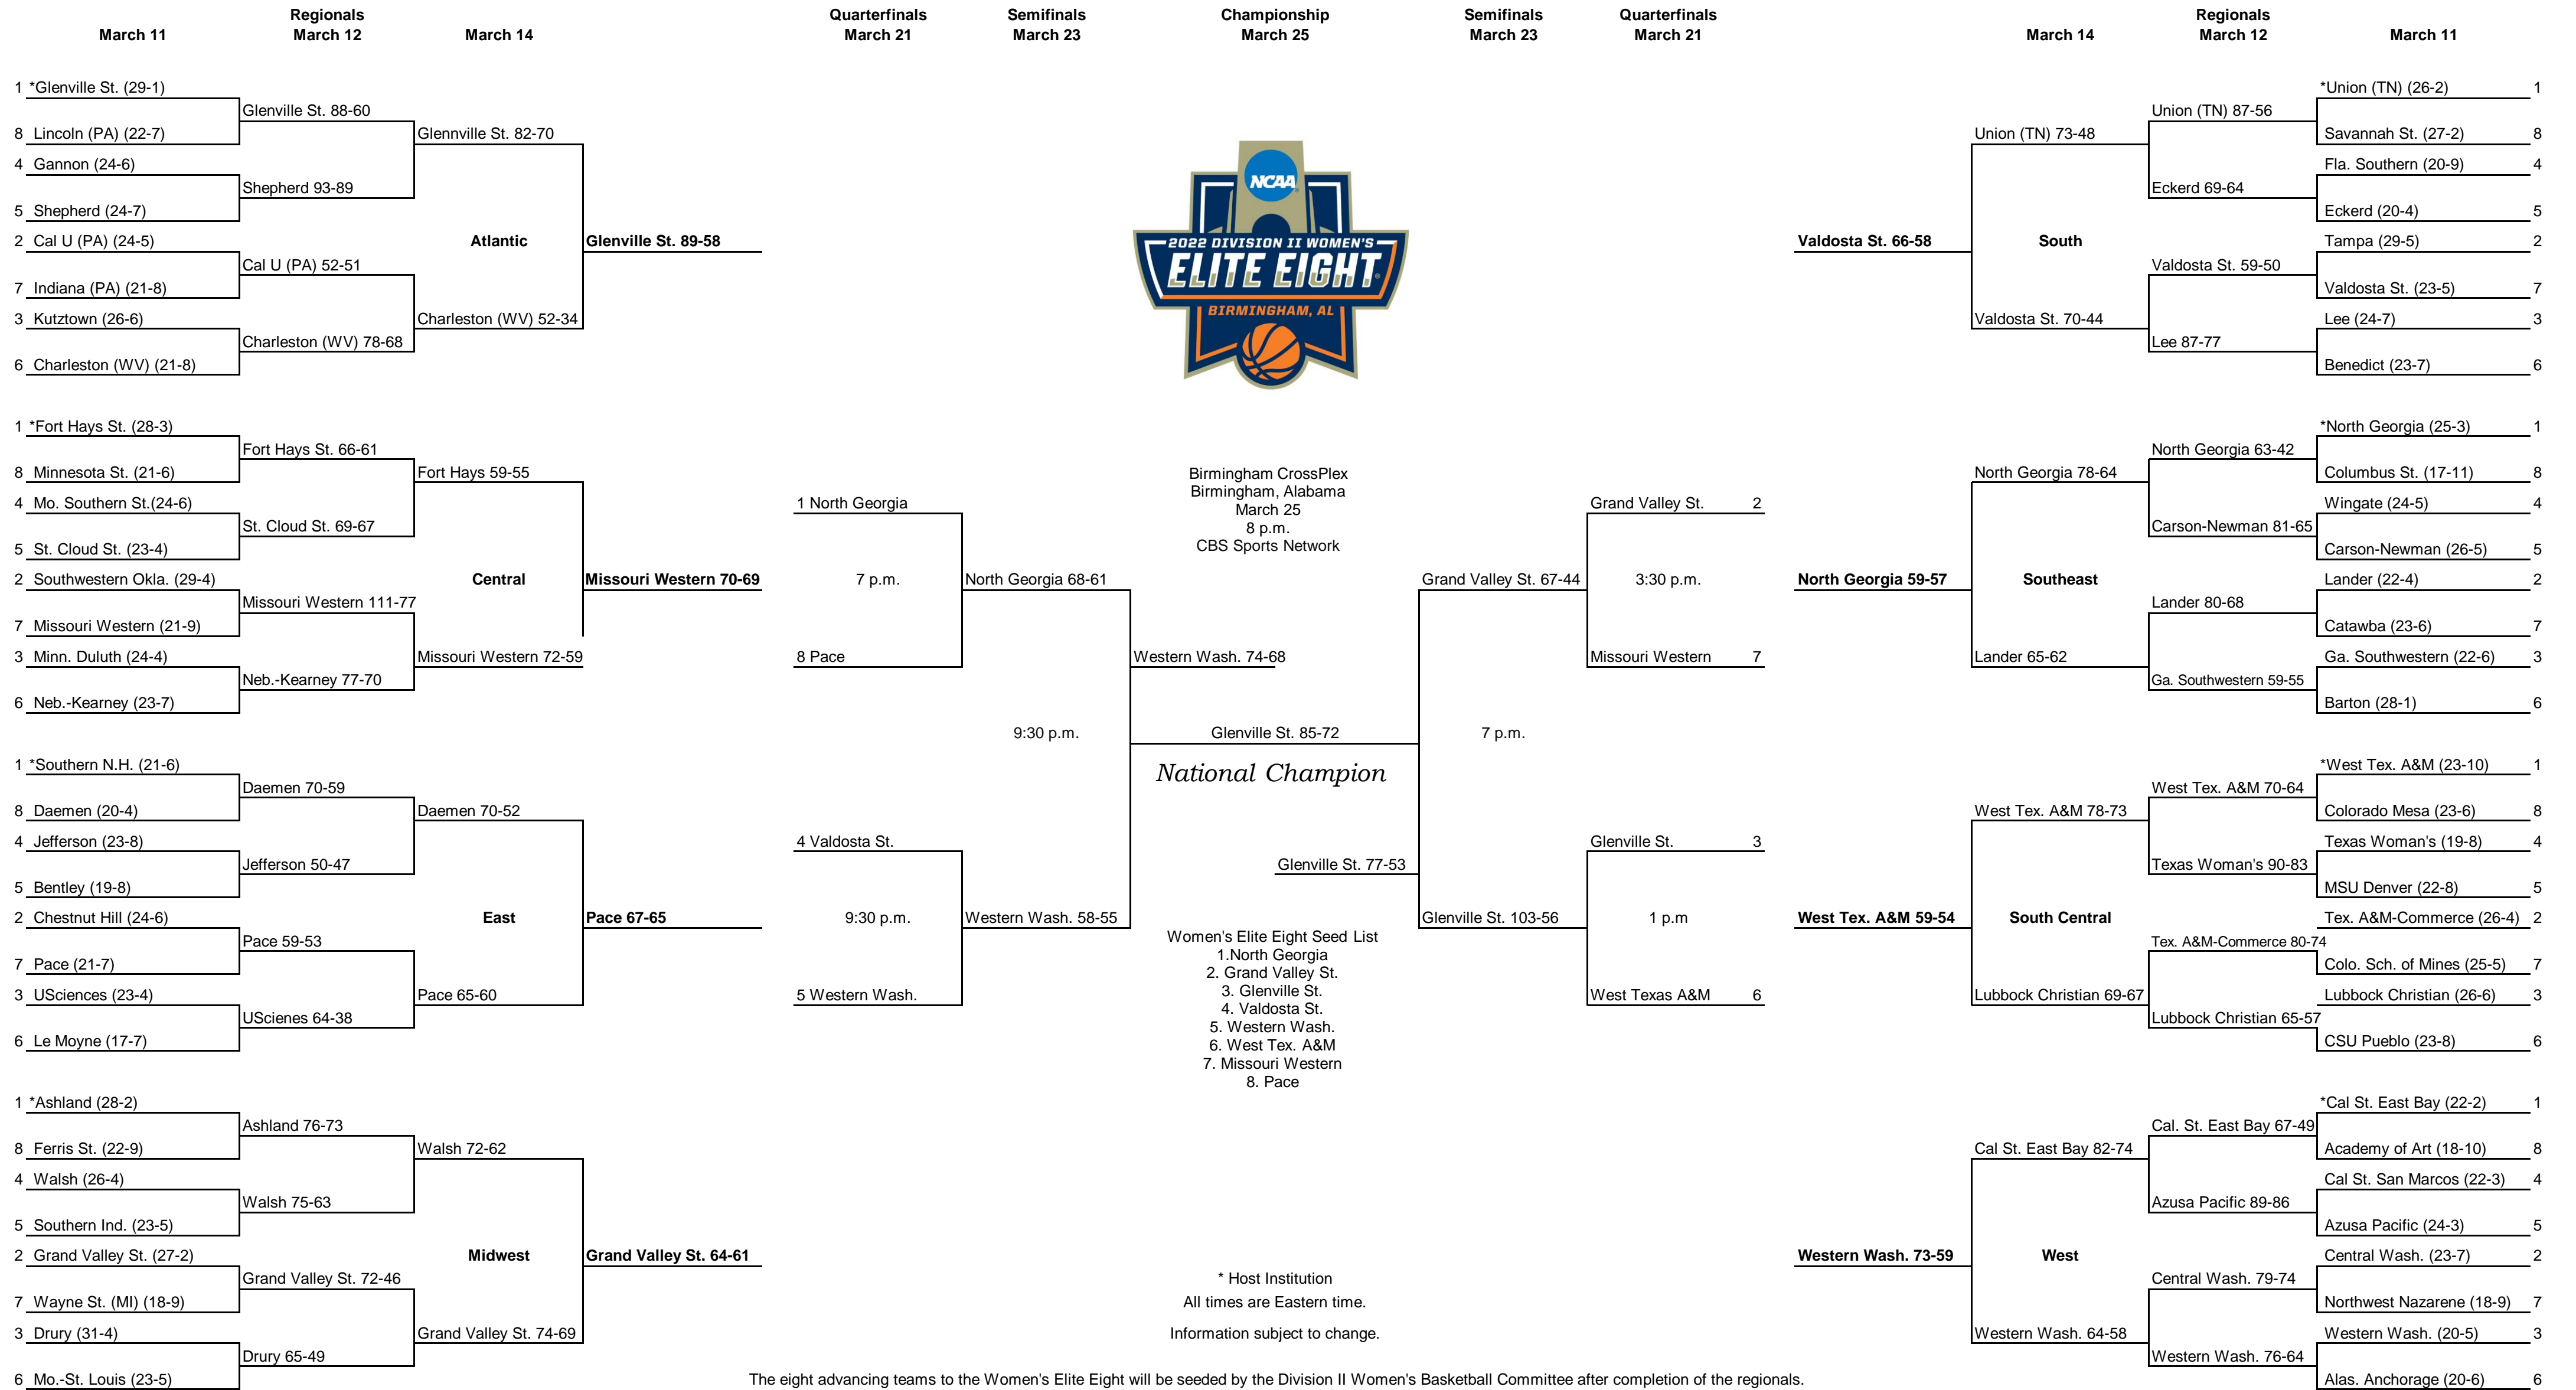 Regionals Quarterfinals Semifinals Championship Semifinals Quarterfinals Regionals
March 11 March 12 March 14 March 21 March 23 March 25 March 23 March 21 March 14 March 12 March 11
1 *Glenville St. (29-1)
Glenville St. 88-60
8 Lincoln (PA) (22-7)
Glennville St. 82-70
4 Gannon (24-6)
Shepherd 93-89
5 Shepherd (24-7)
2 Cal U (PA) (24-5)
Atlantic
Glenville St. 89-58
Cal U (PA) 52-51
7 Indiana (PA) (21-8)
3 Kutztown (26-6)
Charleston (WV) 52-34
Charleston (WV) 78-68
6 Charleston (WV) (21-8)
1 *Fort Hays St. (28-3)
Fort Hays St. 66-61
8 Minnesota St. (21-6)
Fort Hays 59-55
4 Mo. Southern St.(24-6)
St. Cloud St. 69-67
5 St. Cloud St. (23-4)
2 Southwestern Okla. (29-4)
Central
Missouri Western 70-69
Missouri Western 111-77
7 Missouri Western (21-9)
3 Minn. Duluth (24-4)
Missouri Western 72-59
Neb.-Kearney 77-70
6 Neb.-Kearney (23-7)
1 *Southern N.H. (21-6)
Daemen 70-59
8 Daemen (20-4)
Daemen 70-52
4 Jefferson (23-8)
Jefferson 50-47
5 Bentley (19-8)
2 Chestnut Hill (24-6)
East
Pace 67-65
Pace 59-53
7 Pace (21-7)
3 USciences (23-4)
Pace 65-60
UScienes 64-38
6 Le Moyne (17-7)
1 *Ashland (28-2)
Ashland 76-73
8 Ferris St. (22-9)
Walsh 72-62
4 Walsh (26-4)
Walsh 75-63
5 Southern Ind. (23-5)
2 Grand Valley St. (27-2)
Midwest
Grand Valley St. 64-61
Grand Valley St. 72-46
7 Wayne St. (MI) (18-9)
3 Drury (31-4)
Grand Valley St. 74-69
Drury 65-49
6 Mo.-St. Louis (23-5)
1 North Georgia
7 p.m.
North Georgia 68-61
8 Pace
Western Wash. 74-68
9:30 p.m.
4 Valdosta St.
9:30 p.m.
Western Wash. 58-55
5 Western Wash.
NCAA
2022 DIVISION II WOMEN'S
ELITE EIGHT
BIRMINGHAM, AL
Birmingham CrossPlex
Birmingham, Alabama
March 25
8 p.m.
CBS Sports Network
Glenville St. 85-72
National Champion
Glenville St. 77-53
Women's Elite Eight Seed List
1.North Georgia
2. Grand Valley St.
3. Glenville St.
4. Valdosta St.
5. Western Wash.
6. West Tex. A&M
7. Missouri Western
8. Pace
* Host Institution
All times are Eastern time.
Information subject to change.
Grand Valley St. 2
Grand Valley St. 67-44
3:30 p.m.
Missouri Western 7
7 p.m.
Glenville St. 3
Glenville St. 103-56
1 p.m
West Texas A&M 6
*Union (TN) (26-2) 1
Union (TN) 87-56
Union (TN) 73-48
Savannah St. (27-2) 8
Fla. Southern (20-9) 4
Eckerd 69-64
Eckerd (20-4) 5
Valdosta St. 66-58
South
Tampa (29-5) 2
Valdosta St. 59-50
Valdosta St. (23-5) 7
Valdosta St. 70-44
Lee (24-7) 3
Lee 87-77
Benedict (23-7) 6
*North Georgia (25-3) 1
North Georgia 63-42
North Georgia 78-64
Columbus St. (17-11) 8
Wingate (24-5) 4
Carson-Newman 81-65
Carson-Newman (26-5) 5
North Georgia 59-57
Southeast
Lander (22-4) 2
Lander 80-68
Catawba (23-6) 7
Lander 65-62
Ga. Southwestern (22-6) 3
Ga. Southwestern 59-55
Barton (28-1) 6
*West Tex. A&M (23-10) 1
West Tex. A&M 70-64
West Tex. A&M 78-73
Colorado Mesa (23-6) 8
Texas Woman's (19-8) 4
Texas Woman's 90-83
MSU Denver (22-8) 5
West Tex. A&M 59-54
South Central
Tex. A&M-Commerce (26-4) 2
Tex. A&M-Commerce 80-74
Colo. Sch. of Mines (25-5) 7
Lubbock Christian 69-67
Lubbock Christian (26-6) 3
Lubbock Christian 65-57
CSU Pueblo (23-8) 6
*Cal St. East Bay (22-2) 1
Cal. St. East Bay 67-49
Cal St. East Bay 82-74
Academy of Art (18-10) 8
Cal St. San Marcos (22-3) 4
Azusa Pacific 89-86
Azusa Pacific (24-3) 5
Western Wash. 73-59
West
Central Wash. (23-7) 2
Central Wash. 79-74
Northwest Nazarene (18-9) 7
Western Wash. 64-58
Western Wash. (20-5) 3
Western Wash. 76-64
Alas. Anchorage (20-6) 6
The eight advancing teams to the Women's Elite Eight will be seeded by the Division II Women's Basketball Committee after completion of the regionals.